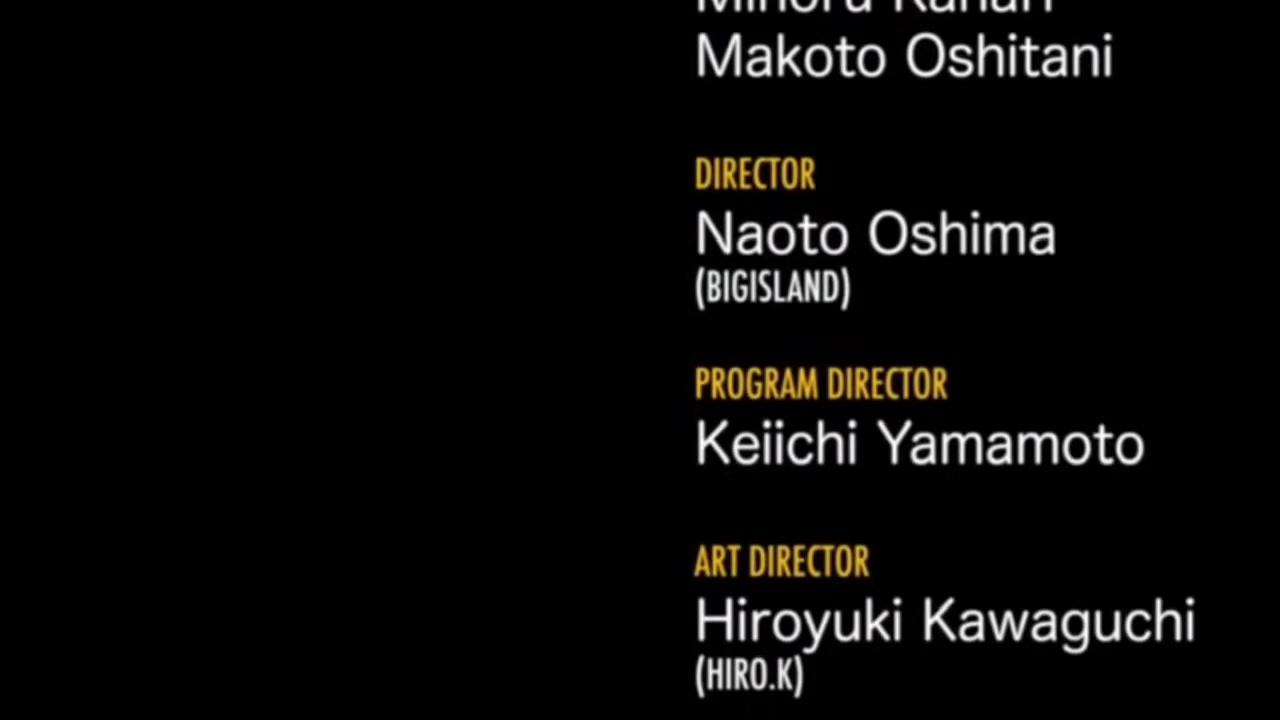 Makoto Oshitani
DIRECTOR
Naoto Oshima
(BIGISLAND)
PROGRAM DIRECTOR
Keiichi Yamamoto
ART DIRECTOR
Hiroyuki Kawaguchi
(HIRO.K)